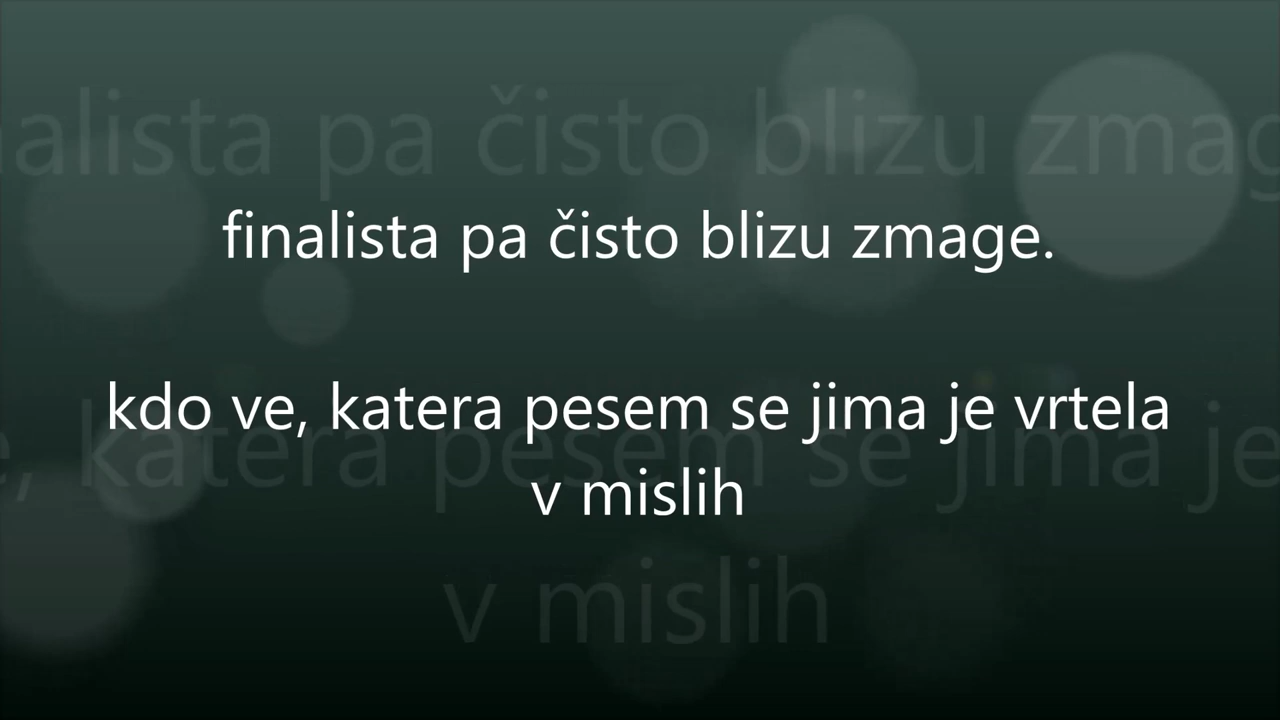 finalista pa čisto blizu zmage.
kdo ve, katera pesem se jima je vrtela
v mislih